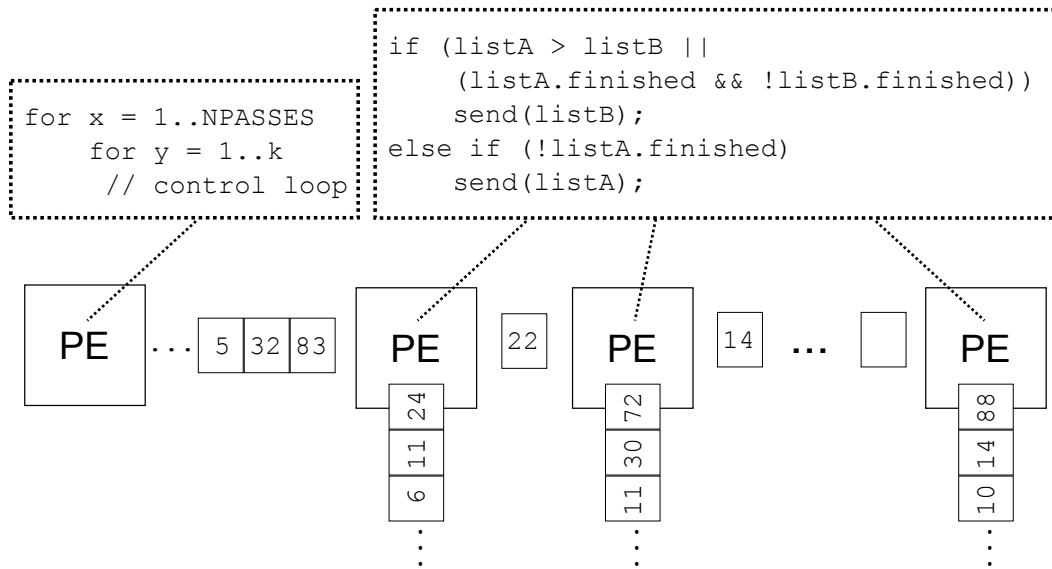 if (listA > listB ||
(listA.finished && !listB.finished))
send(listB);
else if (!listA.finished)
send(listA);
for x = 1..NPASSES
for y = 1..k
// control loop
PE ... 5 32 83 PE 22 PE 14 ... PE
24 72 88
11 30 14
6 11 10